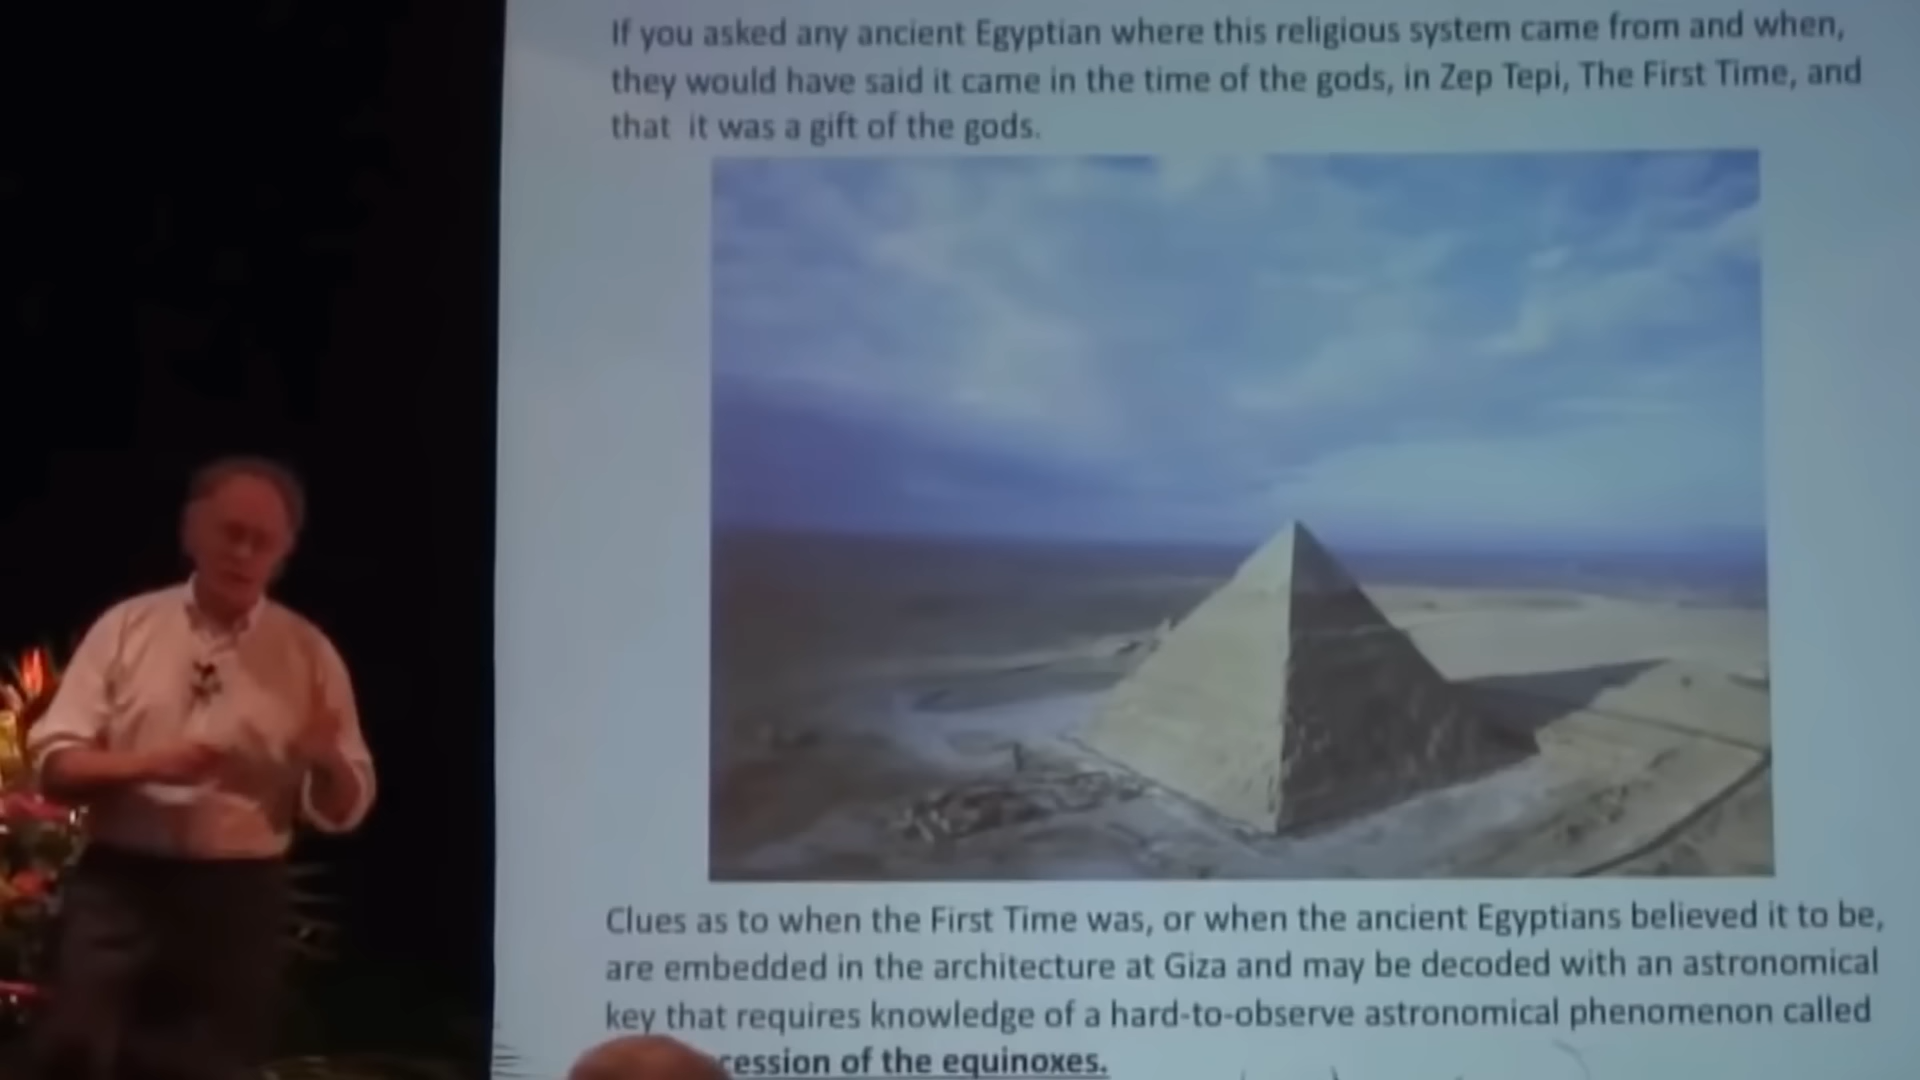 If you asked any ancient Egyptian where this religious system came from and when,
they would have said it came in the time of the gods, in Zep Tepi, The First Time, and
that it was a gift of the gods.
Clues as to when the First Time was, or when the ancient Egyptians believed it to be,
are embedded in the architecture at Giza and may be decoded with an astronomical
key that requires knowledge of a hard-to-observe astronomical phenomenon called
cession of the equinoxes.